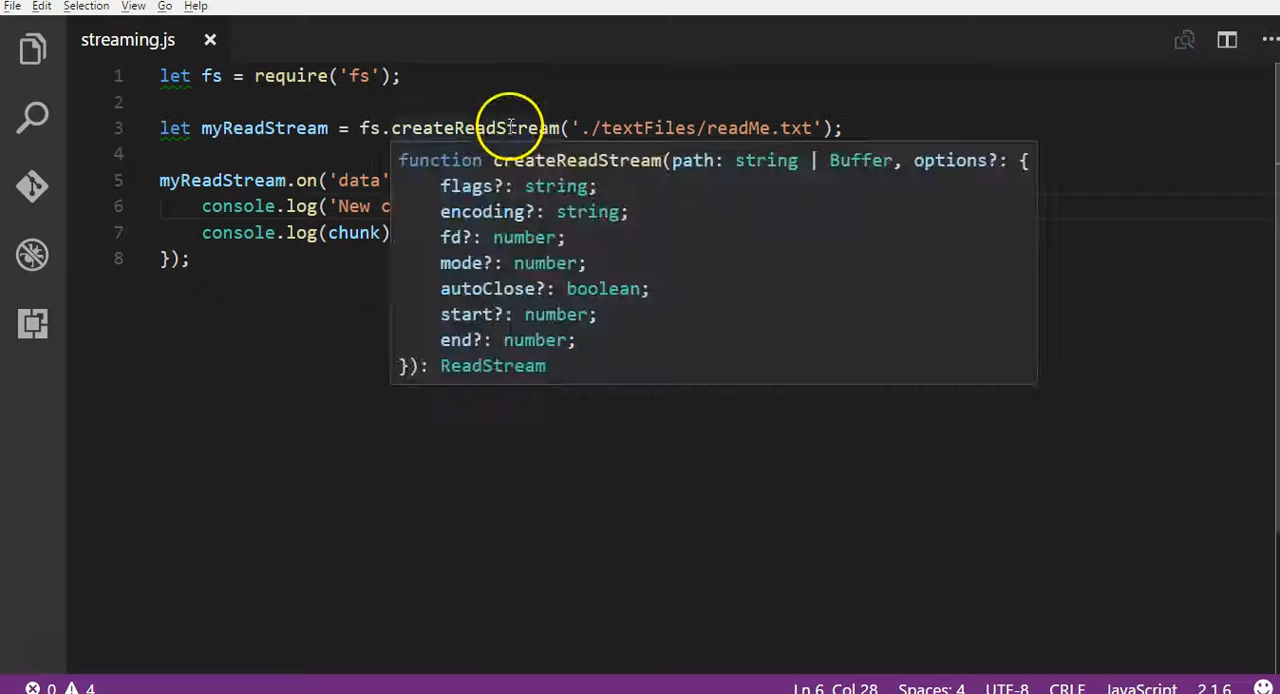 File Edit Selection View Go Help
streaming.js
1 let fs = require('fs');
2
3 let myReadStream = fs.createReadStream('./textFiles/readMe.txt');
4
5 myReadStream.on('data'
6 console.log('New c
7 console.log(chunk)
8 });
function createReadStream(path: string | Buffer, options?: {
flags?: string;
encoding?: string;
fd?: number;
mode?: number;
autoClose?: boolean;
start?: number;
end?: number;
}): ReadStream
0 4 Ln 6, Col 28 Spaces: 4 UTF-8 CRLF JavaScript 2.1.6